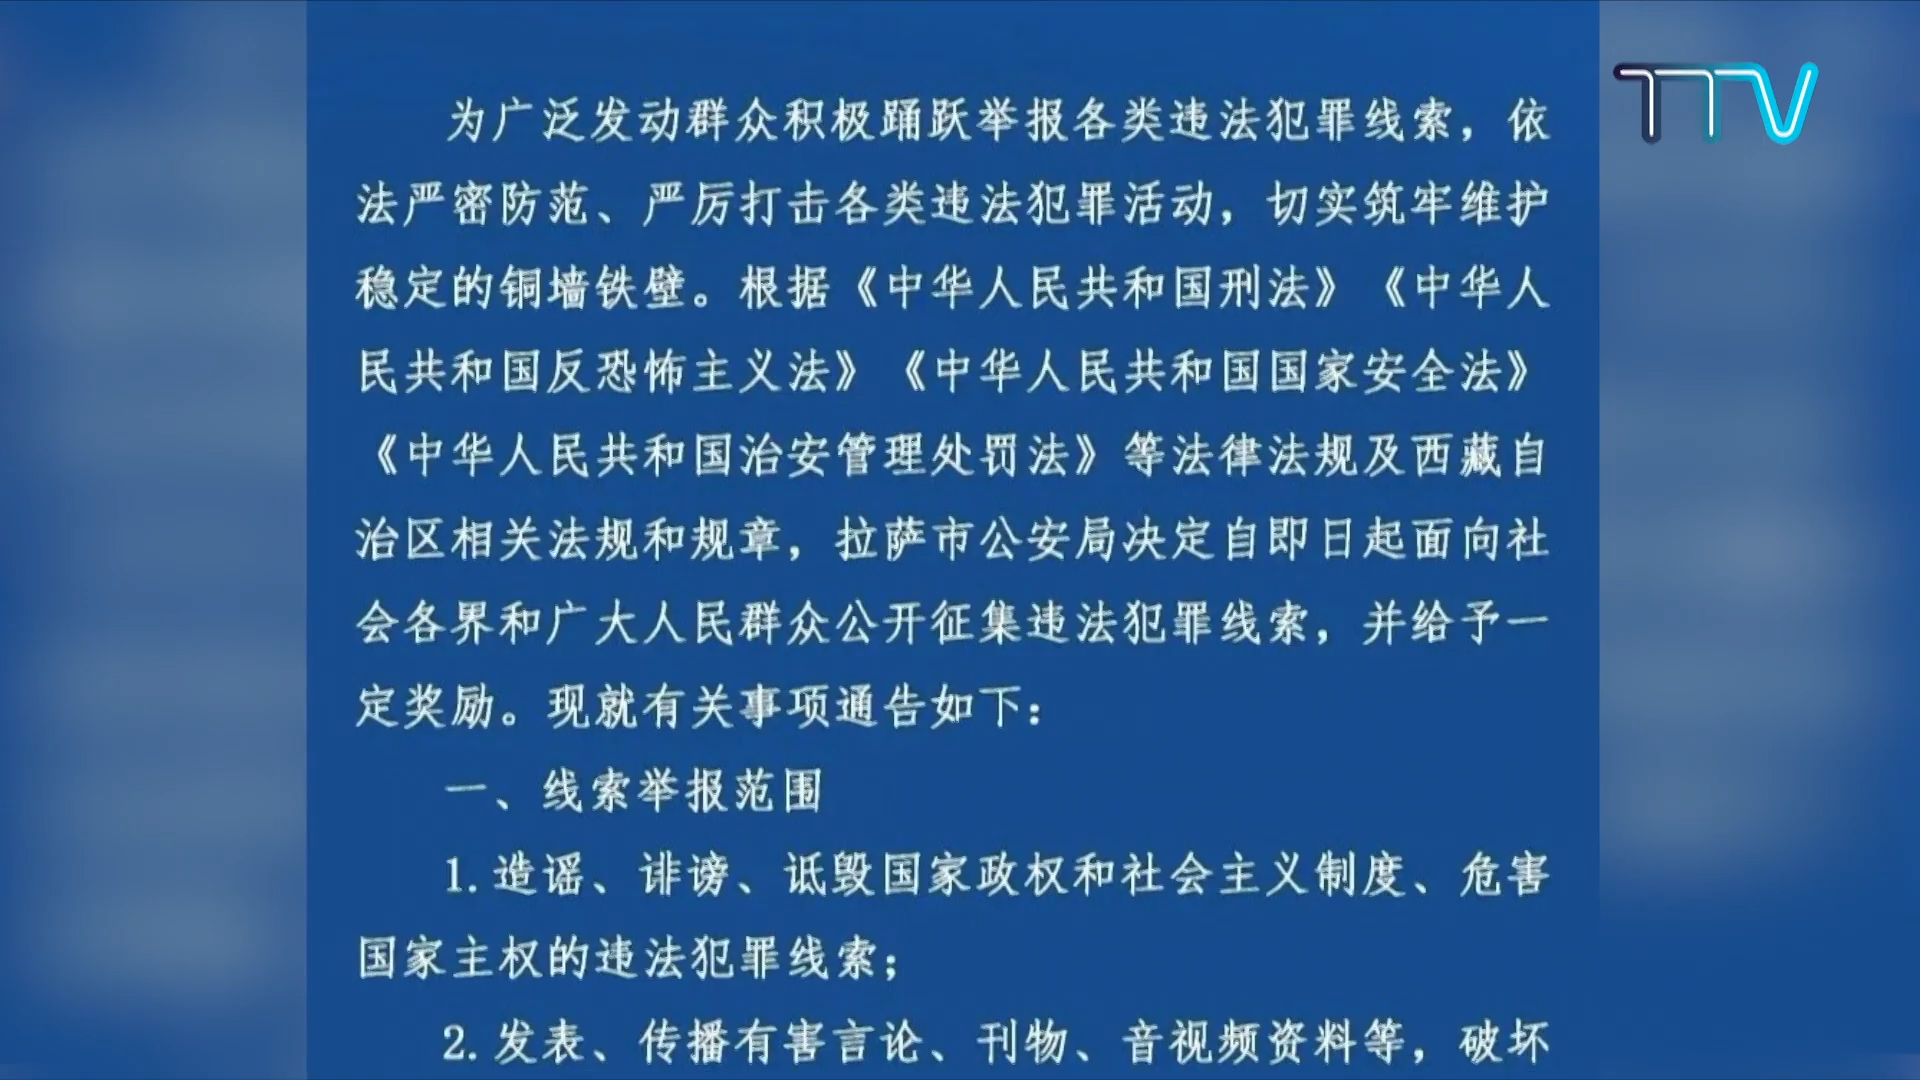 TTV
为广泛发动群众积极踊跃举报各类违法犯罪线索，依
法严密防范、严厉打击各类违法犯罪活动，切实筑牢维护
稳定的铜墙铁壁。根据《中华人民共和国刑法》《中华人
民共和国反恐怖主义法》《中华人民共和国国家安全法》
《中华人民共和国治安管理处罚法》等法律法规及西藏自
治区相关法规和规章，拉萨市公安局决定自即日起面向社
会各界和广大人民群众公开征集违法犯罪线索，并给予一
定奖励。现就有关事项通告如下：
一、线索举报范围
1.造谣、诽谤、诋毁国家政权和社会主义制度、危害
国家主权的违法犯罪线索；
2.发表、传播有害言论、刊物、音视频资料等，破坏